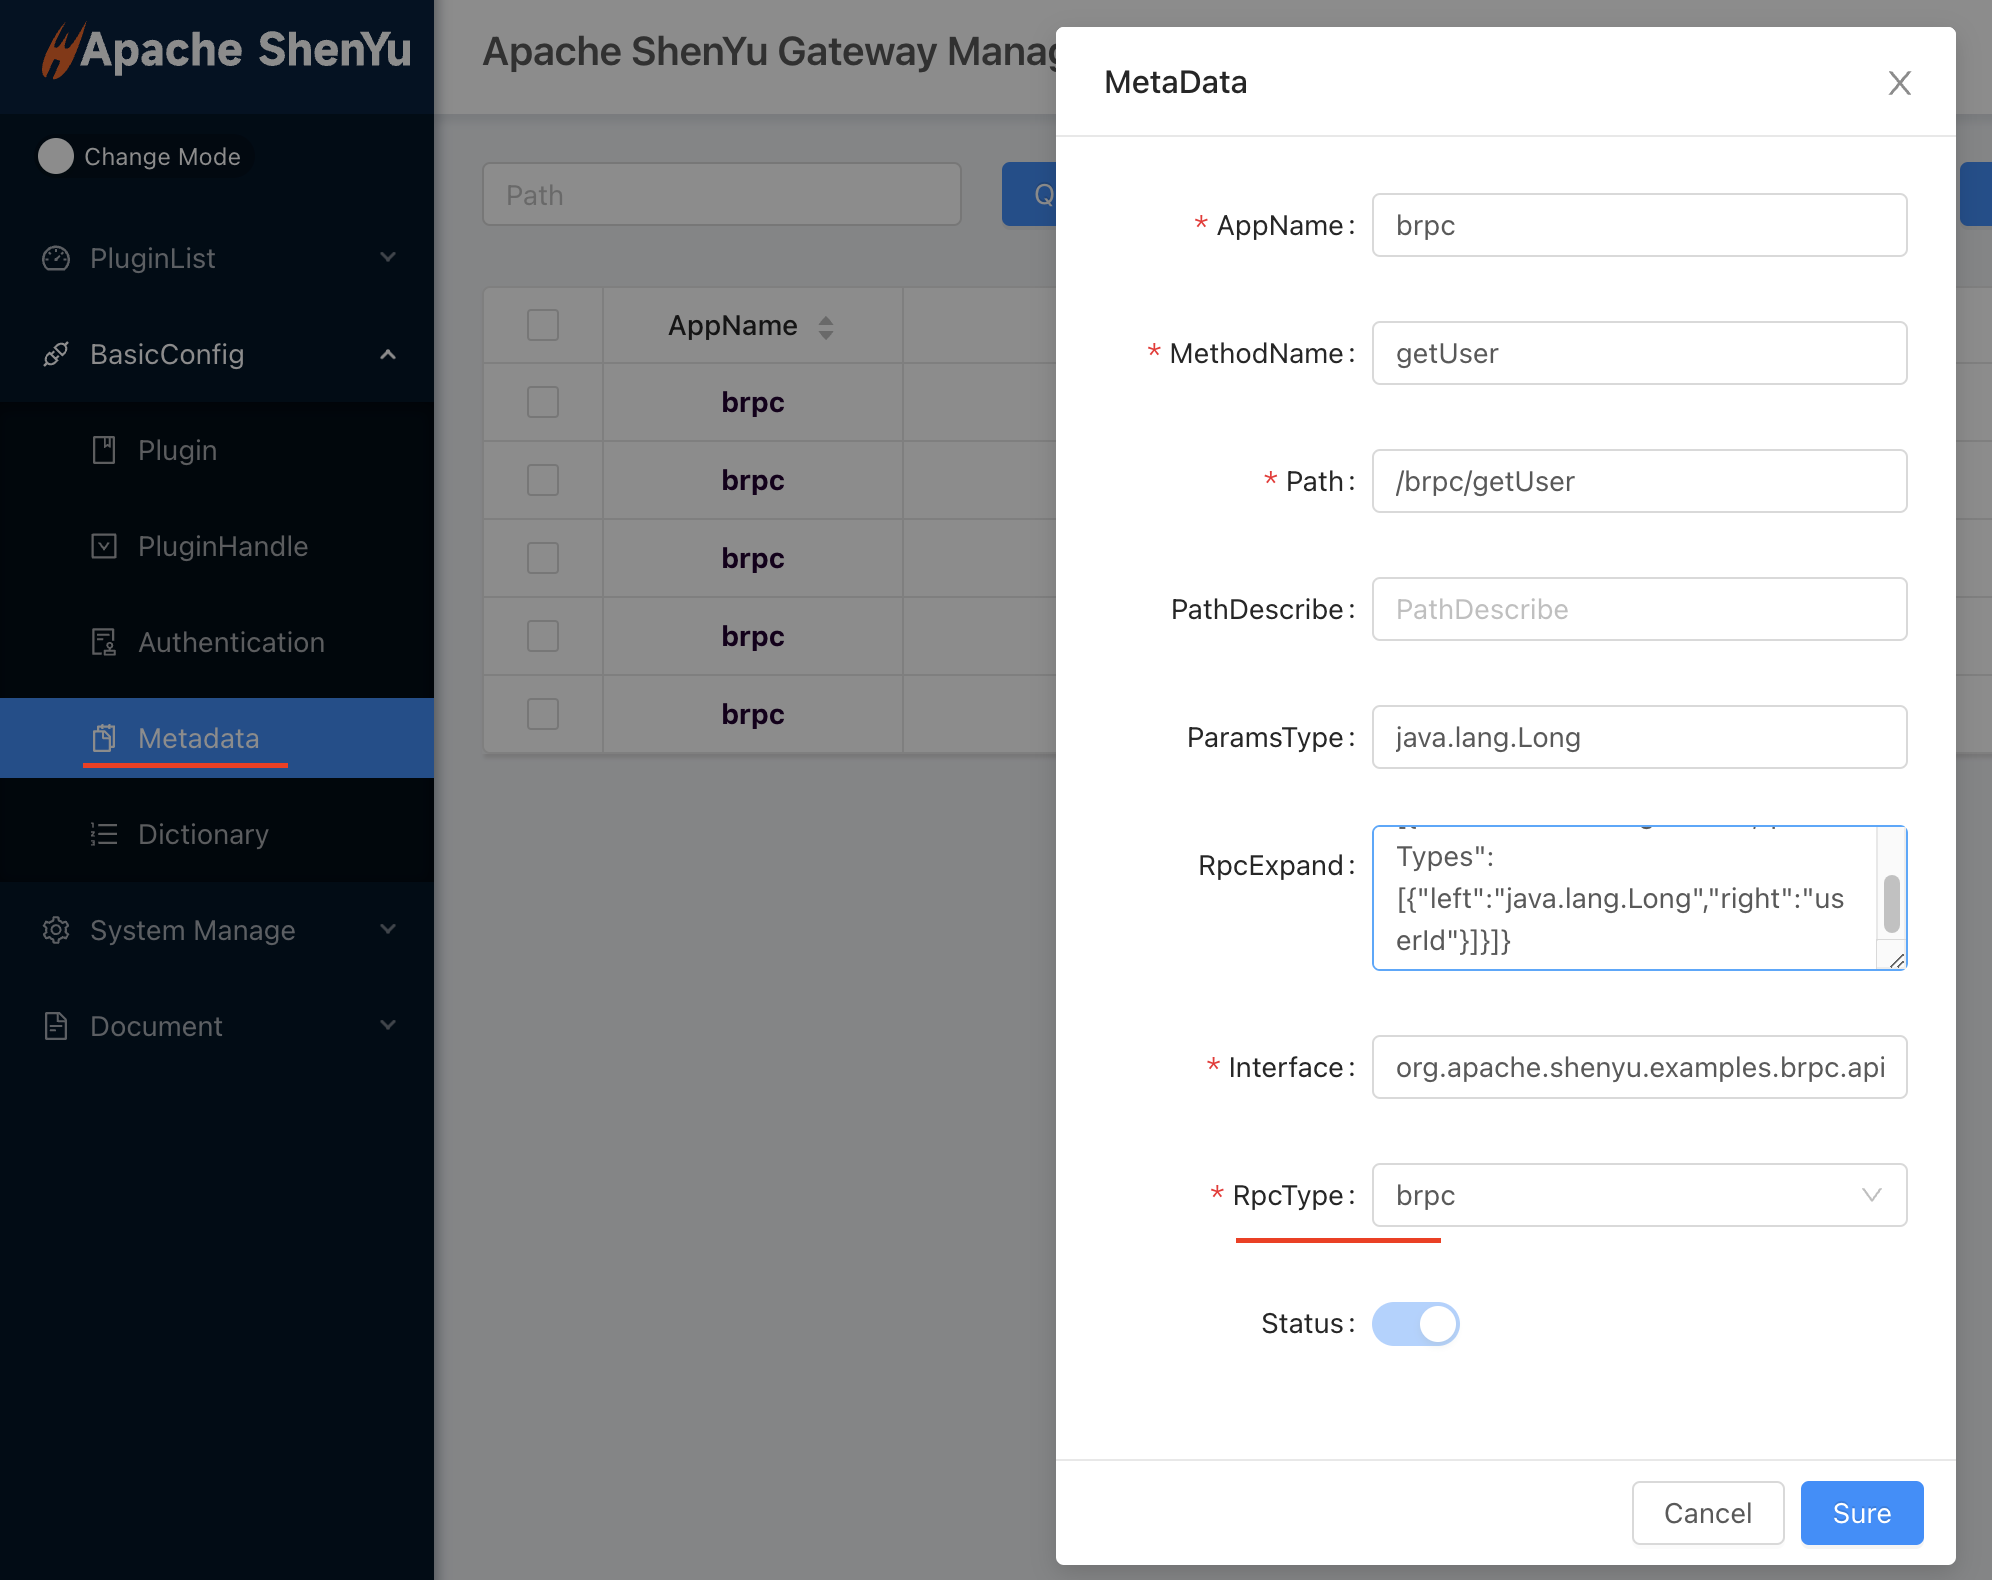 Apache ShenYu
Change Mode
PluginList
BasicConfig
Plugin
PluginHandle
Authentication
Metadata
Dictionary
System Manage
Document
Apache ShenYu Gateway Manag
Path
Q
AppName
brpc
brpc
brpc
brpc
brpc
MetaData
* AppName: brpc
* MethodName: getUser
* Path: /brpc/getUser
PathDescribe: PathDescribe
ParamsType: java.lang.Long
RpcExpand:
Types":
[{"left":"java.lang.Long","right":"us
erId"}]}]}
* Interface: org.apache.shenyu.examples.brpc.api
* RpcType: brpc
Status:
Cancel
Sure